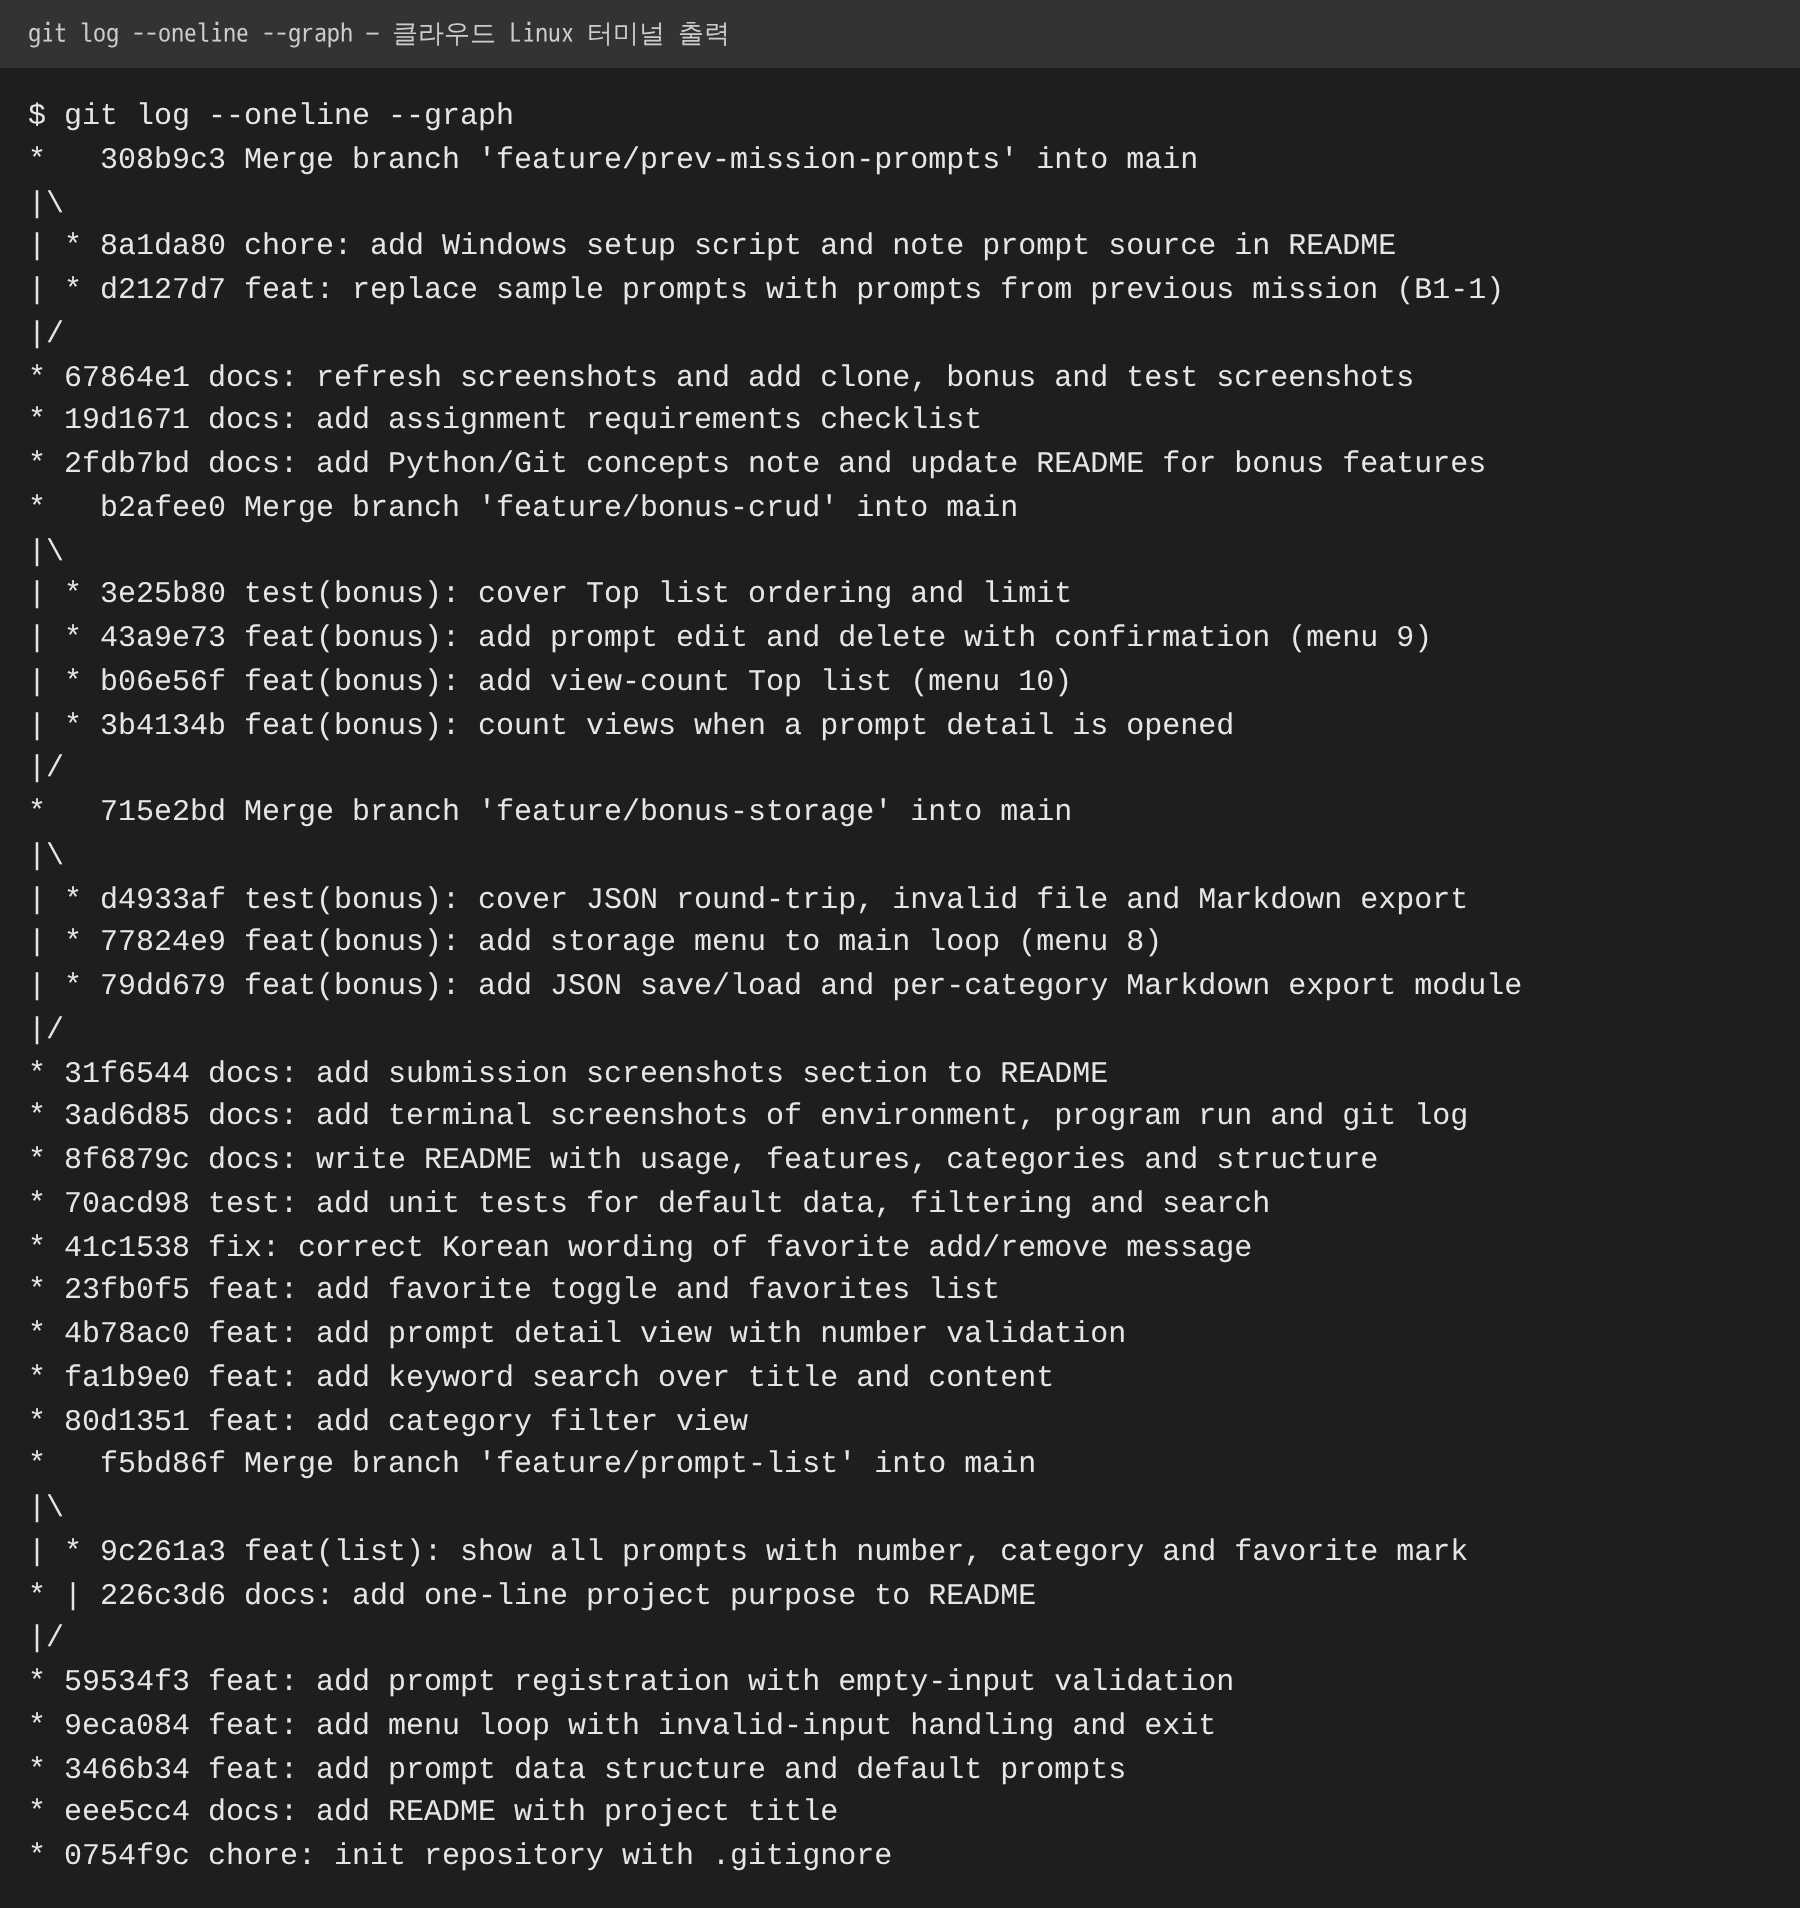 git log --oneline --graph — 클라우드 Linux 터미널 출력
$ git log --oneline --graph
*   308b9c3 Merge branch 'feature/prev-mission-prompts' into main
|\
| * 8a1da80 chore: add Windows setup script and note prompt source in README
| * d2127d7 feat: replace sample prompts with prompts from previous mission (B1-1)
|/
* 67864e1 docs: refresh screenshots and add clone, bonus and test screenshots
* 19d1671 docs: add assignment requirements checklist
* 2fdb7bd docs: add Python/Git concepts note and update README for bonus features
*   b2afee0 Merge branch 'feature/bonus-crud' into main
|\
| * 3e25b80 test(bonus): cover Top list ordering and limit
| * 43a9e73 feat(bonus): add prompt edit and delete with confirmation (menu 9)
| * b06e56f feat(bonus): add view-count Top list (menu 10)
| * 3b4134b feat(bonus): count views when a prompt detail is opened
|/
*   715e2bd Merge branch 'feature/bonus-storage' into main
|\
| * d4933af test(bonus): cover JSON round-trip, invalid file and Markdown export
| * 77824e9 feat(bonus): add storage menu to main loop (menu 8)
| * 79dd679 feat(bonus): add JSON save/load and per-category Markdown export module
|/
* 31f6544 docs: add submission screenshots section to README
* 3ad6d85 docs: add terminal screenshots of environment, program run and git log
* 8f6879c docs: write README with usage, features, categories and structure
* 70acd98 test: add unit tests for default data, filtering and search
* 41c1538 fix: correct Korean wording of favorite add/remove message
* 23fb0f5 feat: add favorite toggle and favorites list
* 4b78ac0 feat: add prompt detail view with number validation
* fa1b9e0 feat: add keyword search over title and content
* 80d1351 feat: add category filter view
*   f5bd86f Merge branch 'feature/prompt-list' into main
|\
| * 9c261a3 feat(list): show all prompts with number, category and favorite mark
* | 226c3d6 docs: add one-line project purpose to README
|/
* 59534f3 feat: add prompt registration with empty-input validation
* 9eca084 feat: add menu loop with invalid-input handling and exit
* 3466b34 feat: add prompt data structure and default prompts
* eee5cc4 docs: add README with project title
* 0754f9c chore: init repository with .gitignore